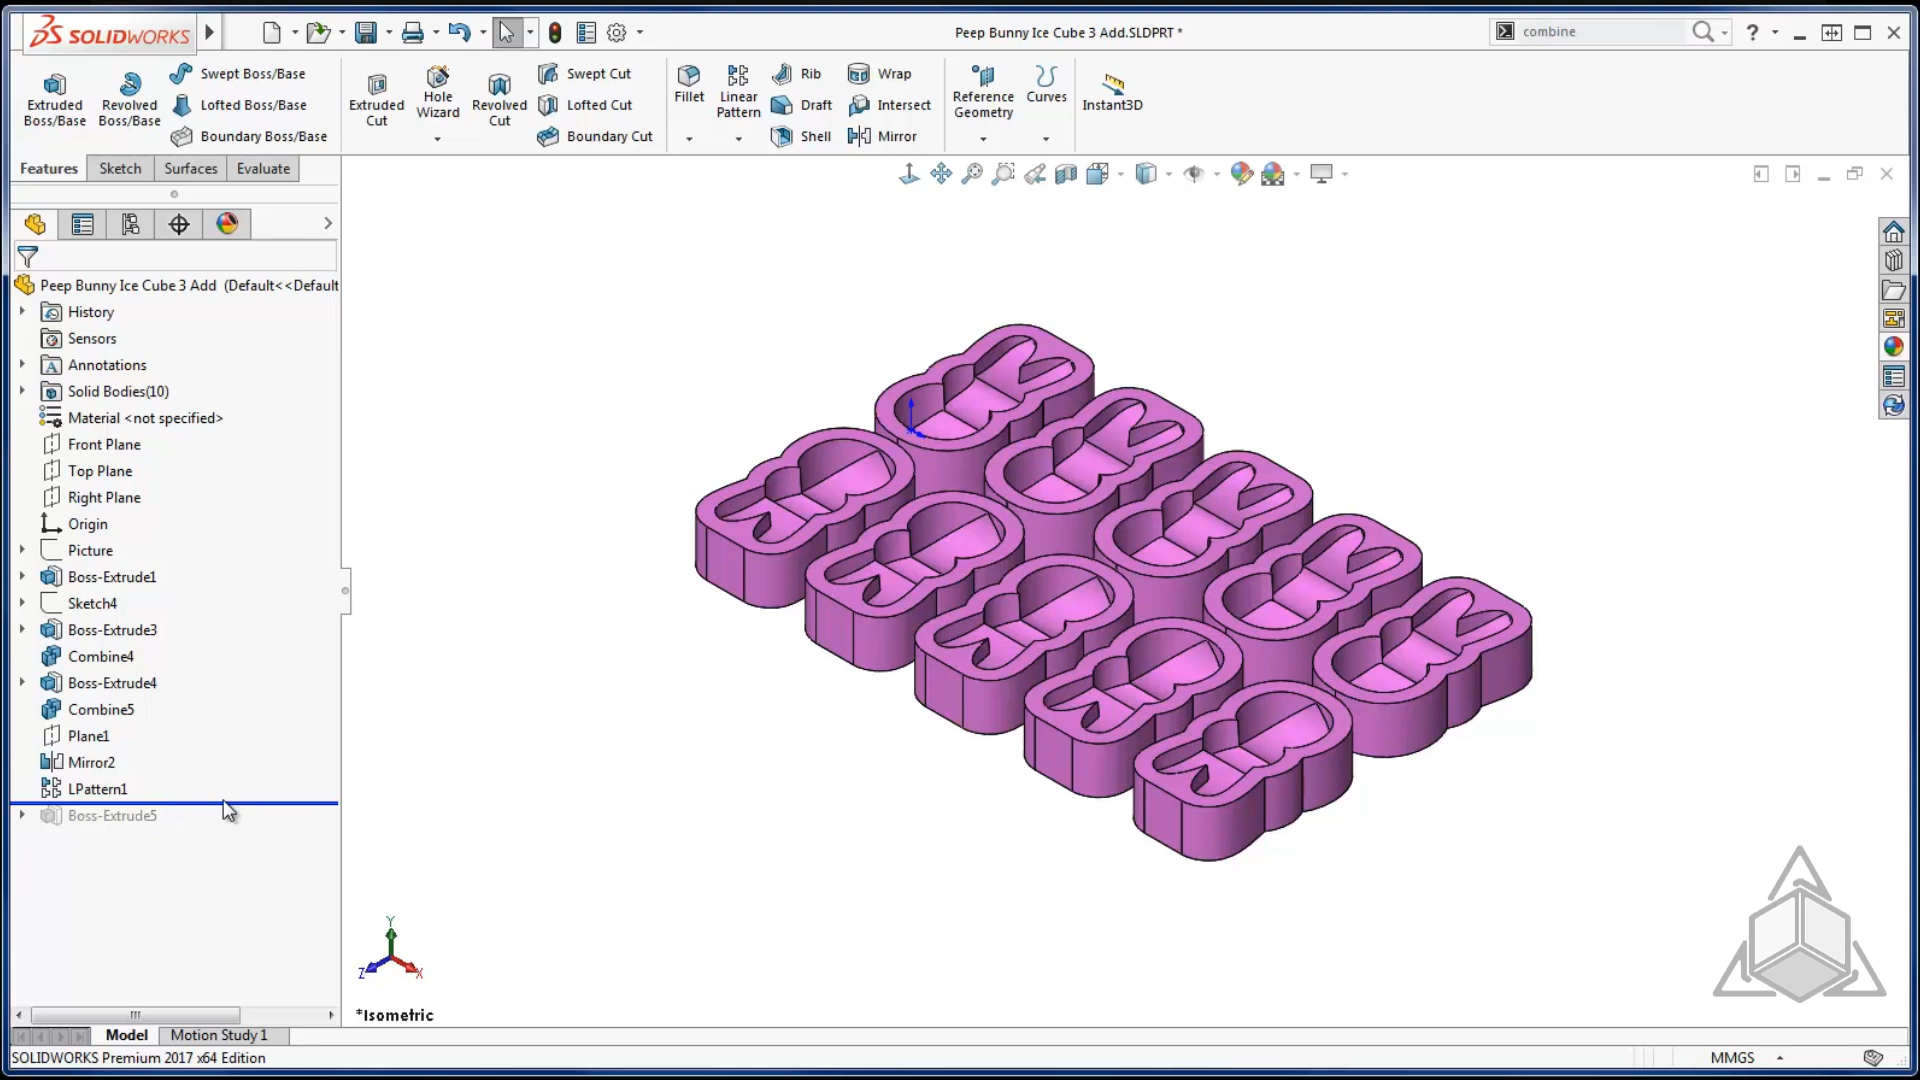 SOLIDWORKS
Peep Bunny Ice Cube 3 Add.SLDPRT *
combine
?
Extruded Boss/Base
Revolved Boss/Base
Swept Boss/Base
Lofted Boss/Base
Boundary Boss/Base
Extruded Cut
Hole Wizard
Revolved Cut
Swept Cut
Lofted Cut
Boundary Cut
Fillet
Linear Pattern
Rib
Draft
Shell
Wrap
Intersect
Mirror
Reference Geometry
Curves
Instant3D
Features
Sketch
Surfaces
Evaluate
Peep Bunny Ice Cube 3 Add (Default<<Default
History
Sensors
Annotations
Solid Bodies(10)
Material <not specified>
Front Plane
Top Plane
Right Plane
Origin
Picture
Boss-Extrude1
Sketch4
Boss-Extrude3
Combine4
Boss-Extrude4
Combine5
Plane1
Mirror2
LPattern1
Boss-Extrude5
Y
Z
X
*Isometric
Model
Motion Study 1
SOLIDWORKS Premium 2017 x64 Edition
MMGS